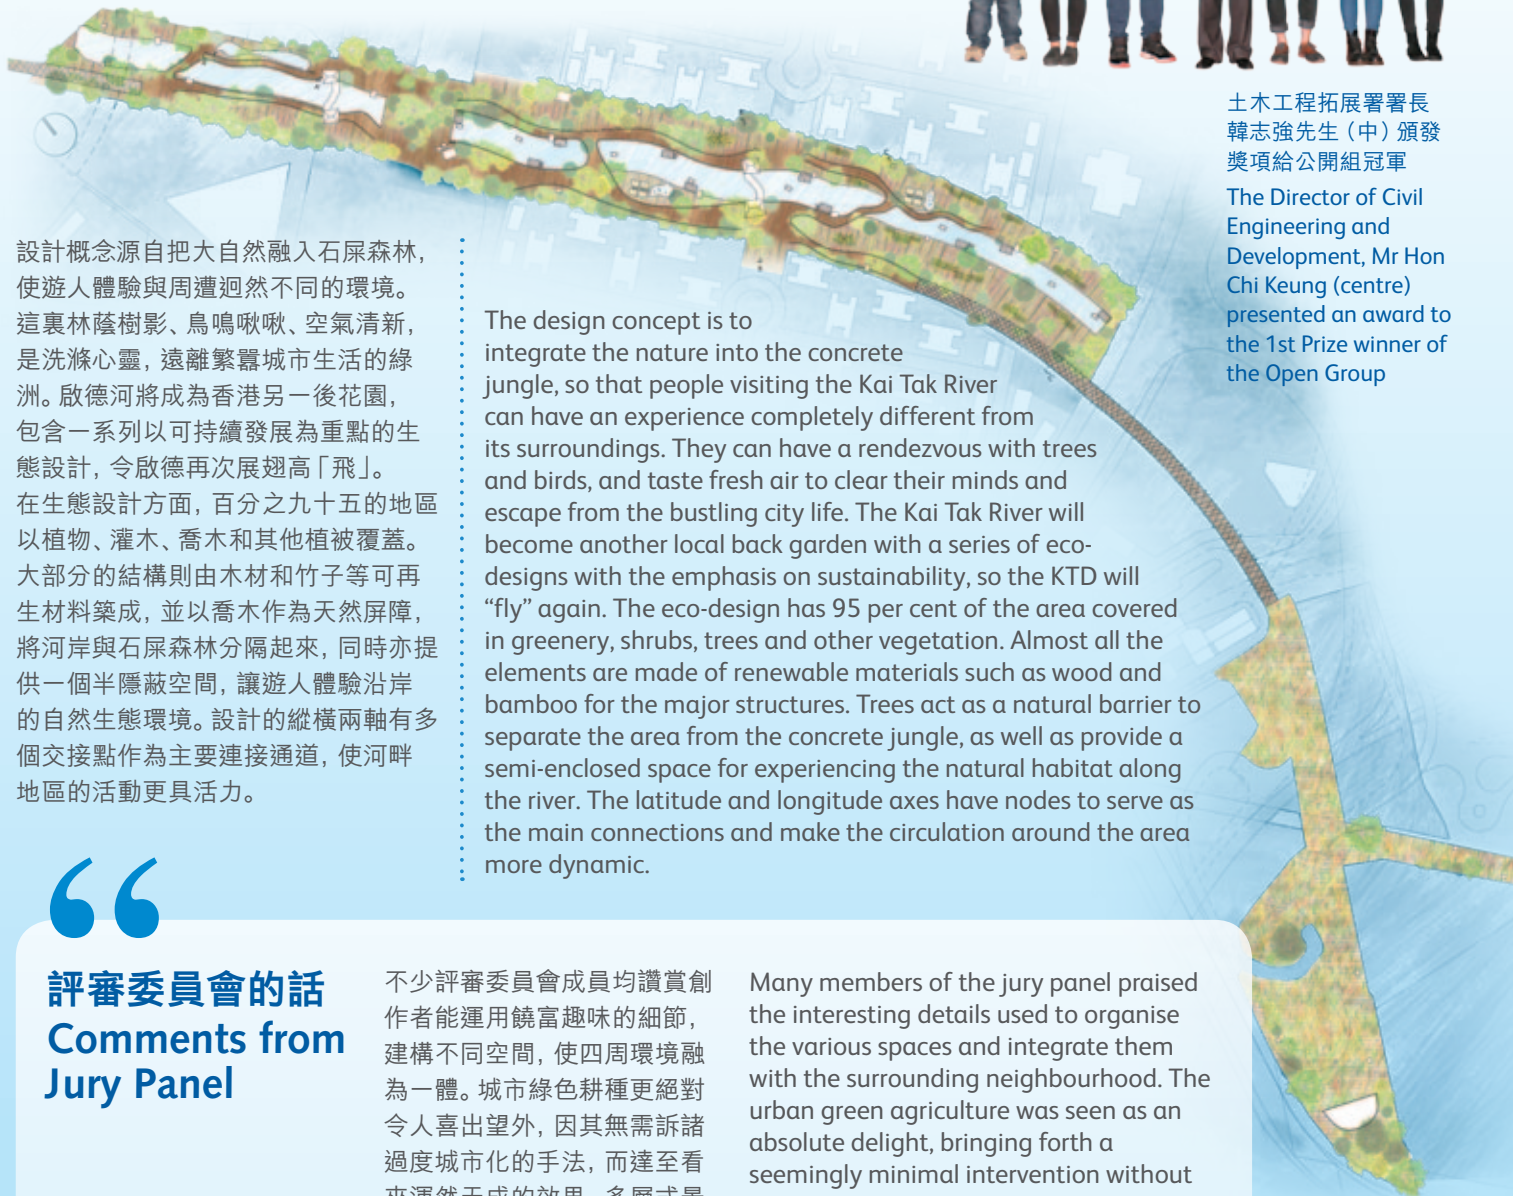 土木工程拓展署署長
韓志強先生（中）頒發
獎項給公開組冠軍
The Director of Civil
Engineering and
Development, Mr Hon
Chi Keung (centre)
presented an award to
the 1st Prize winner of
the Open Group
設計概念源自把大自然融入石屎森林，
使遊人體驗與周遭迥然不同的環境。
這裏林蔭樹影、鳥鳴啾啾、空氣清新，
是洗滌心靈，遠離繁囂城市生活的綠
洲。啟德河將成為香港另一後花園，
包含一系列以可持續發展為重點的生
態設計，令啟德再次展翅高「飛」。
在生態設計方面，百分之九十五的地區
以植物、灌木、喬木和其他植被覆蓋。
大部分的結構則由木材和竹子等可再
生材料築成，並以喬木作為天然屏障，
將河岸與石屎森林分隔起來，同時亦提
供一個半隱蔽空間，讓遊人體驗沿岸
的自然生態環境。設計的縱橫兩軸有多
個交接點作為主要連接通道，使河畔
地區的活動更具活力。
The design concept is to
integrate the nature into the concrete
jungle, so that people visiting the Kai Tak River
can have an experience completely different from
its surroundings. They can have a rendezvous with trees
and birds, and taste fresh air to clear their minds and
escape from the bustling city life. The Kai Tak River will
become another local back garden with a series of eco-
designs with the emphasis on sustainability, so the KTD will
“fly” again. The eco-design has 95 per cent of the area covered
in greenery, shrubs, trees and other vegetation. Almost all the
elements are made of renewable materials such as wood and
bamboo for the major structures. Trees act as a natural barrier to
separate the area from the concrete jungle, as well as provide a
semi-enclosed space for experiencing the natural habitat along
the river. The latitude and longitude axes have nodes to serve as
the main connections and make the circulation around the area
more dynamic.
“
評審委員會的話
Comments from
Jury Panel
不少評審委員會成員均讚賞創
作者能運用饒富趣味的細節，
建構不同空間，使四周環境融
為一體。城市綠色耕種更絕對
令人喜出望外，因其無需訴諸
過度城市化的手法，而達至看
來渾然天成的效果。多層式景
Many members of the jury panel praised
the interesting details used to organise
the various spaces and integrate them
with the surrounding neighbourhood. The
urban green agriculture was seen as an
absolute delight, bringing forth a
seemingly minimal intervention without